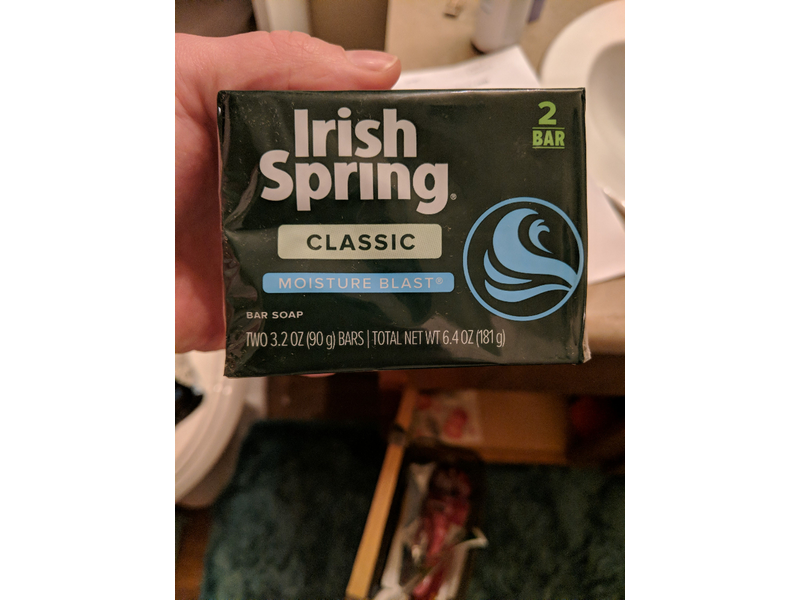 Irish
Spring®
2
BAR
CLASSIC
MOISTURE BLAST®
BAR SOAP
TWO 3.2 OZ (90 g) BARS | TOTAL NET WT 6.4 OZ (181 g)